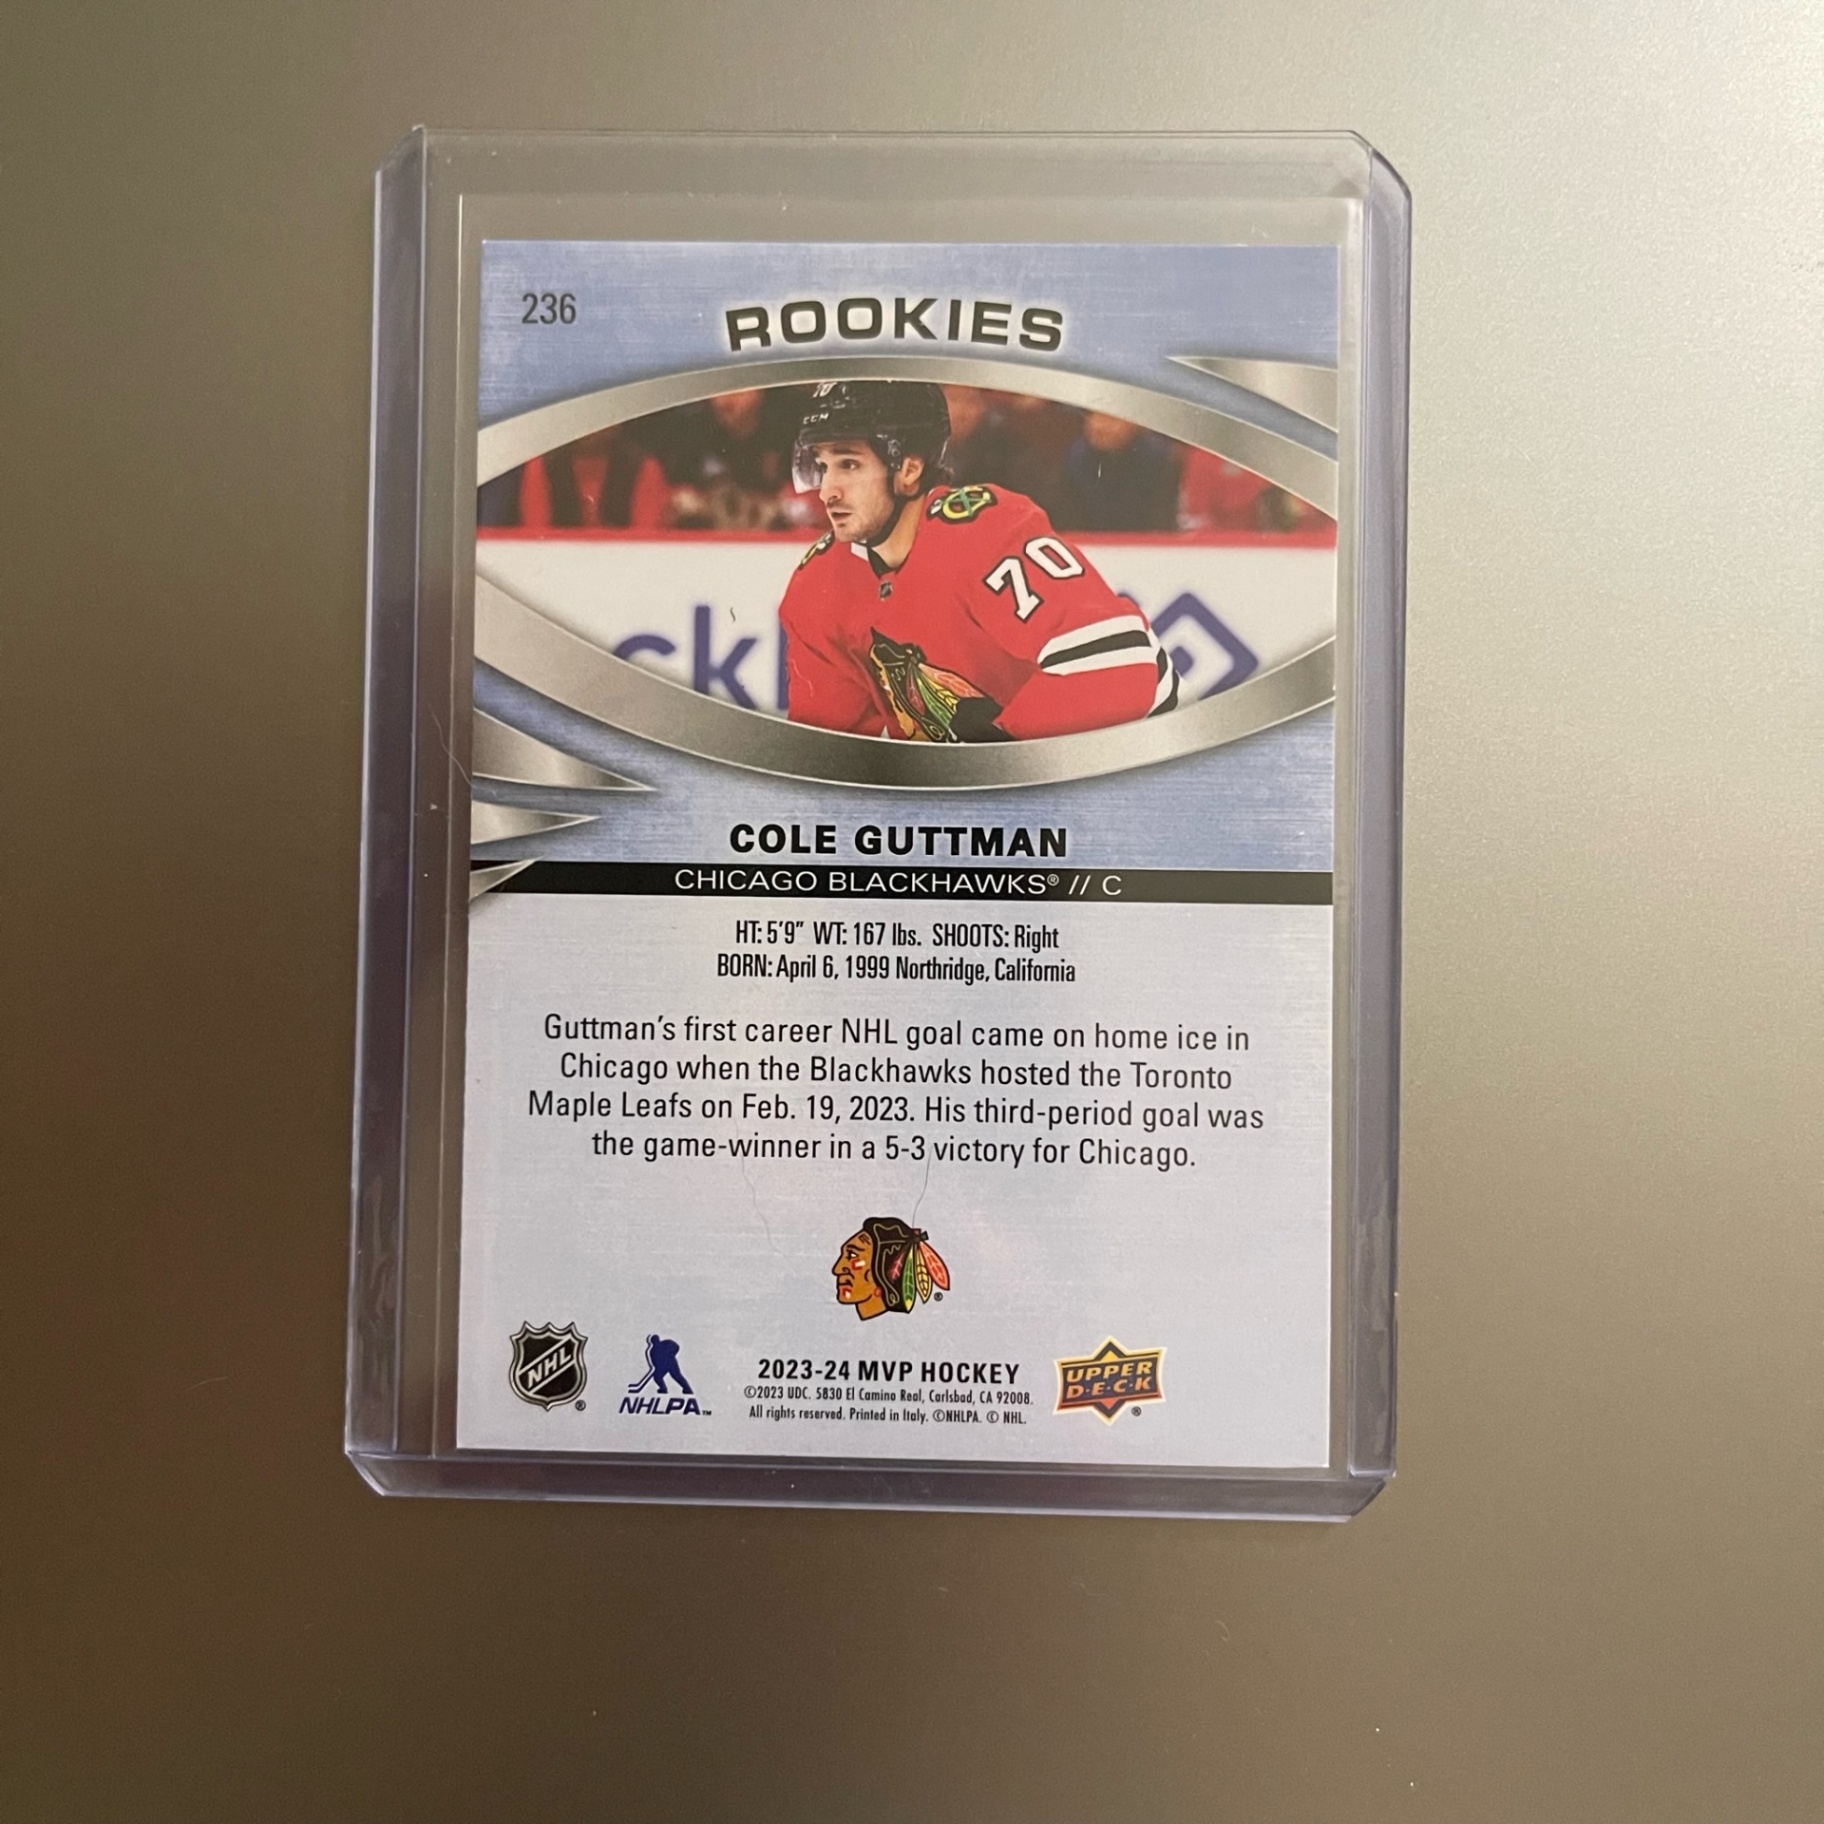 236
ROOKIES
70
CCM
70
ckl
COLE GUTTMAN
CHICAGO BLACKHAWKS® // C
HT: 5'9" WT: 167 lbs. SHOOTS: Right
BORN: April 6, 1999 Northridge, California
Guttman's first career NHL goal came on home ice in
Chicago when the Blackhawks hosted the Toronto
Maple Leafs on Feb. 19, 2023. His third-period goal was
the game-winner in a 5-3 victory for Chicago.
®
NHL
®
NHLPA™
2023-24 MVP HOCKEY
©2023 UDC. 5830 El Camino Real, Carlsbad, CA 92008.
All rights reserved. Printed in Italy. ©NHLPA. © NHL.
UPPER
D·E·C·K
®